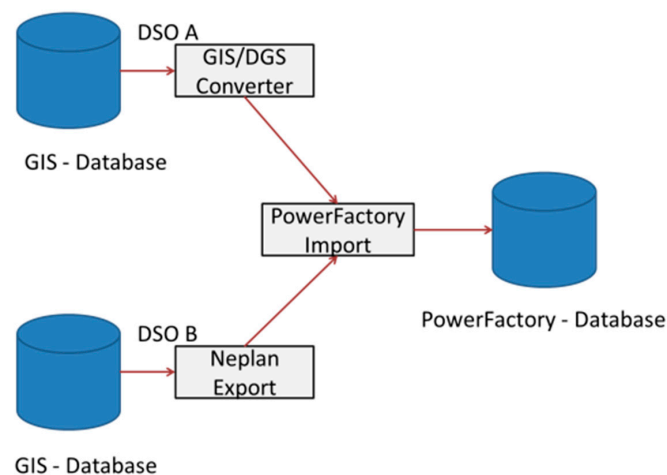 DSO A
GIS/DGS
Converter
GIS - Database
PowerFactory
Import
PowerFactory - Database
DSO B
Neplan
Export
GIS - Database